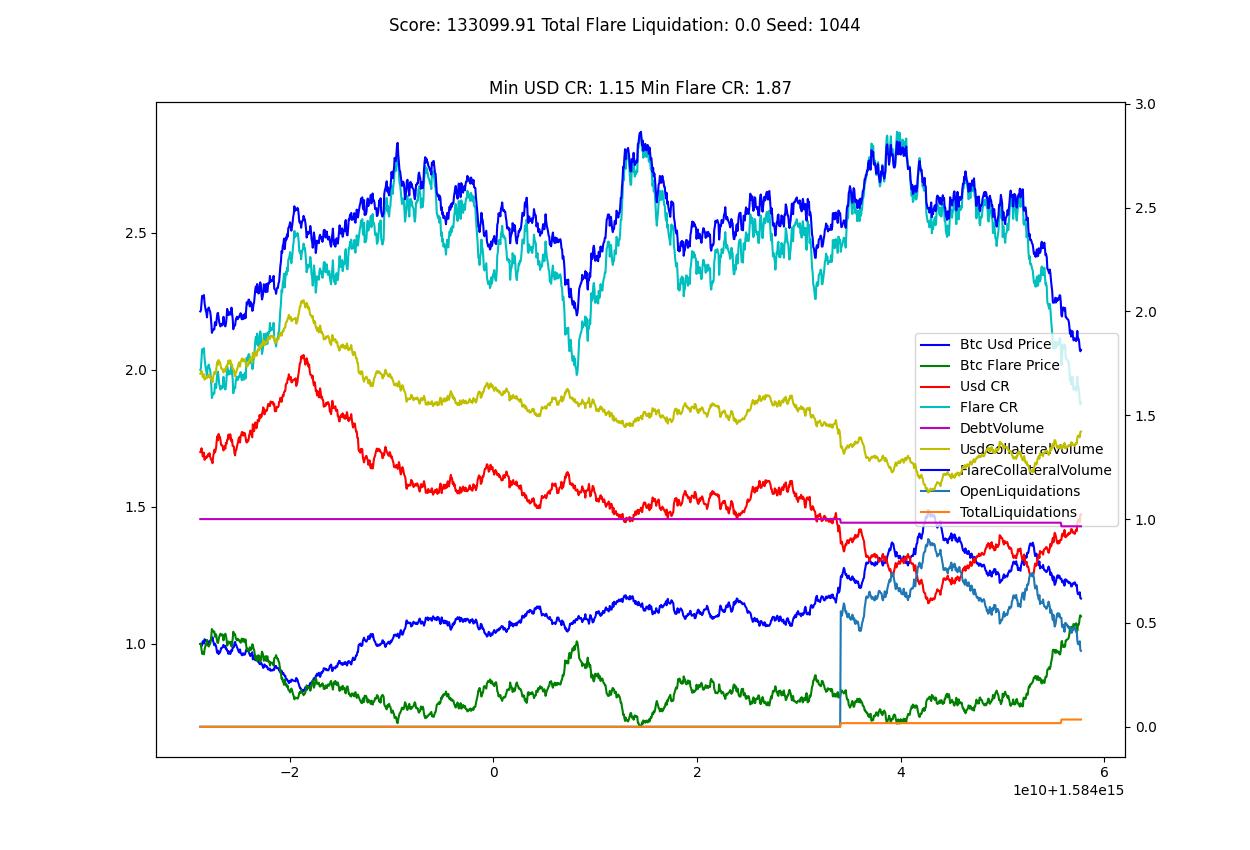 Score: 133099.91 Total Flare Liquidation: 0.0 Seed: 1044
Min USD CR: 1.15 Min Flare CR: 1.87
3.0
2.5
2.5
2.0
2.0
1.5
1.5
1.0
1.0
0.5
0.0
Btc Usd Price
Btc Flare Price
Usd CR
Flare CR
DebtVolume
UsdCollateralVolume
FlareCollateralVolume
OpenLiquidations
TotalLiquidations
−2 0 2 4 6
1e10+1.584e15